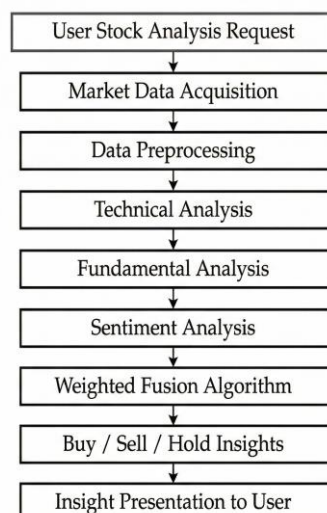 User Stock Analysis Request
Market Data Acquisition
Data Preprocessing
Technical Analysis
Fundamental Analysis
Sentiment Analysis
Weighted Fusion Algorithm
Buy / Sell / Hold Insights
Insight Presentation to User